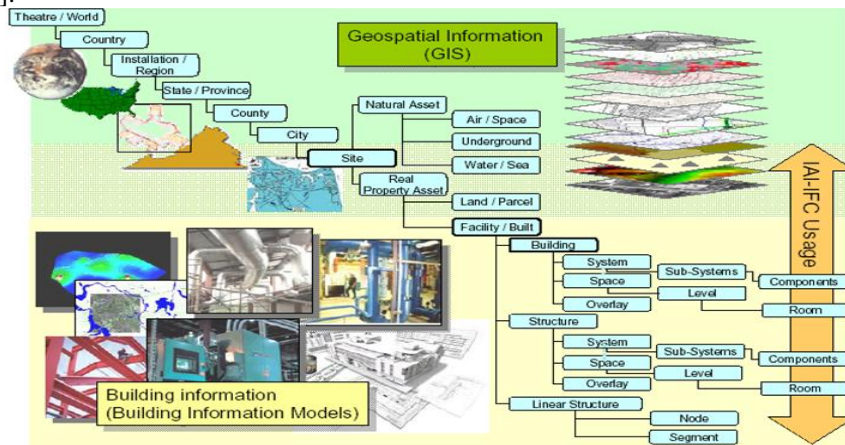 ].
Theatre / World
Country
Installation /
Region
State / Province
County
City
Site
Geospatial Information
(GIS)
Natural Asset
Air / Space
Underground
Water / Sea
Real
Property Asset
Land / Parcel
Facility / Built
IAI-IFC Usage
Building
System
Sub-Systems
Components
Space
Level
Room
Overlay
Structure
System
Sub-Systems
Components
Space
Level
Room
Overlay
Linear Structure
Node
Segment
Building information
(Building Information Models)